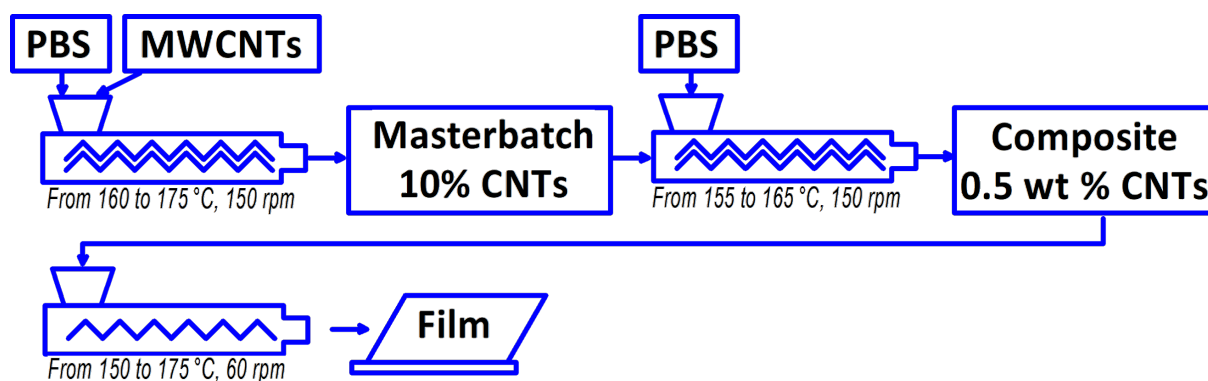 PBS
MWCNTs
PBS
Masterbatch
10% CNTs
Composite
0.5 wt % CNTs
From 160 to 175 °C, 150 rpm
From 155 to 165 °C, 150 rpm
Film
From 150 to 175 °C, 60 rpm